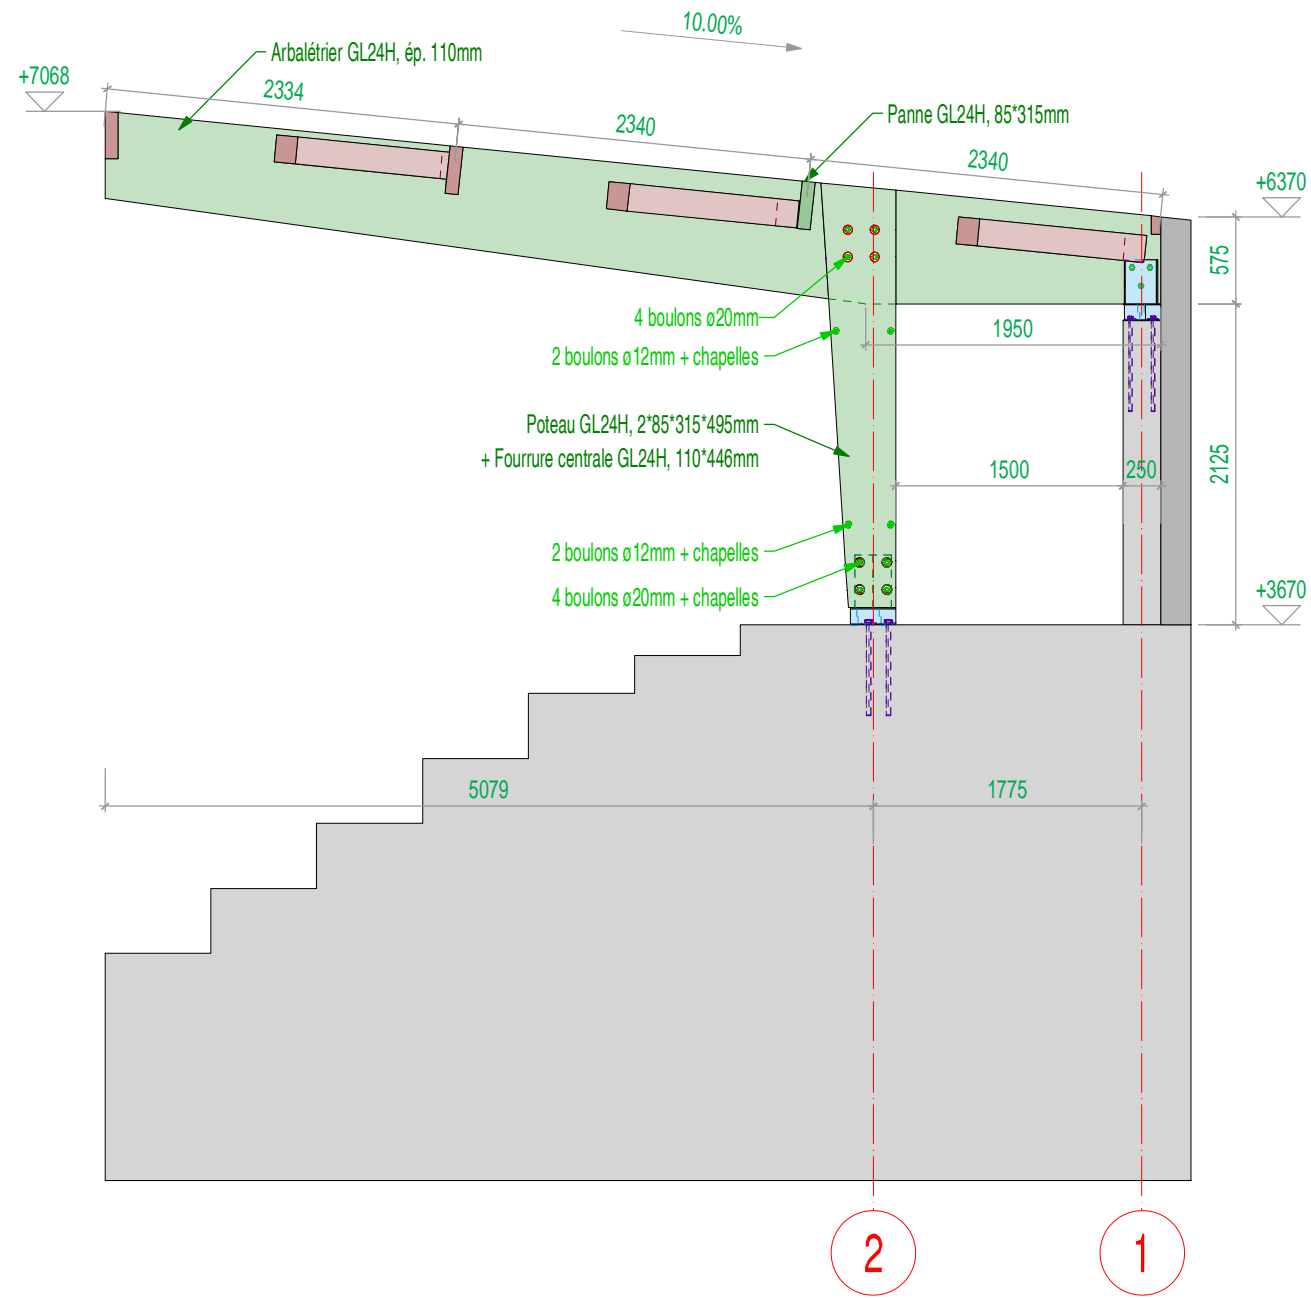 10.00%
Arbalétrier GL24H, ép. 110mm
+7068
2334
2340
Panne GL24H, 85*315mm
2340
+6370
575
4 boulons ø20mm
1950
2 boulons ø12mm + chapelles
Poteau GL24H, 2*85*315*495mm
+ Fourrure centrale GL24H, 110*446mm
1500
250
2125
2 boulons ø12mm + chapelles
4 boulons ø20mm + chapelles
+3670
5079
1775
2
1